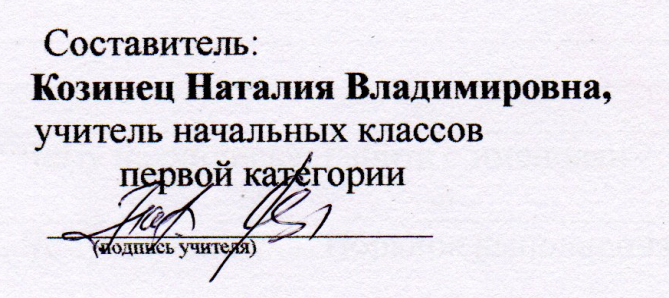 Составитель:
Козинец Наталия Владимировна,
учитель начальных классов
первой категории
(подпись учителя)